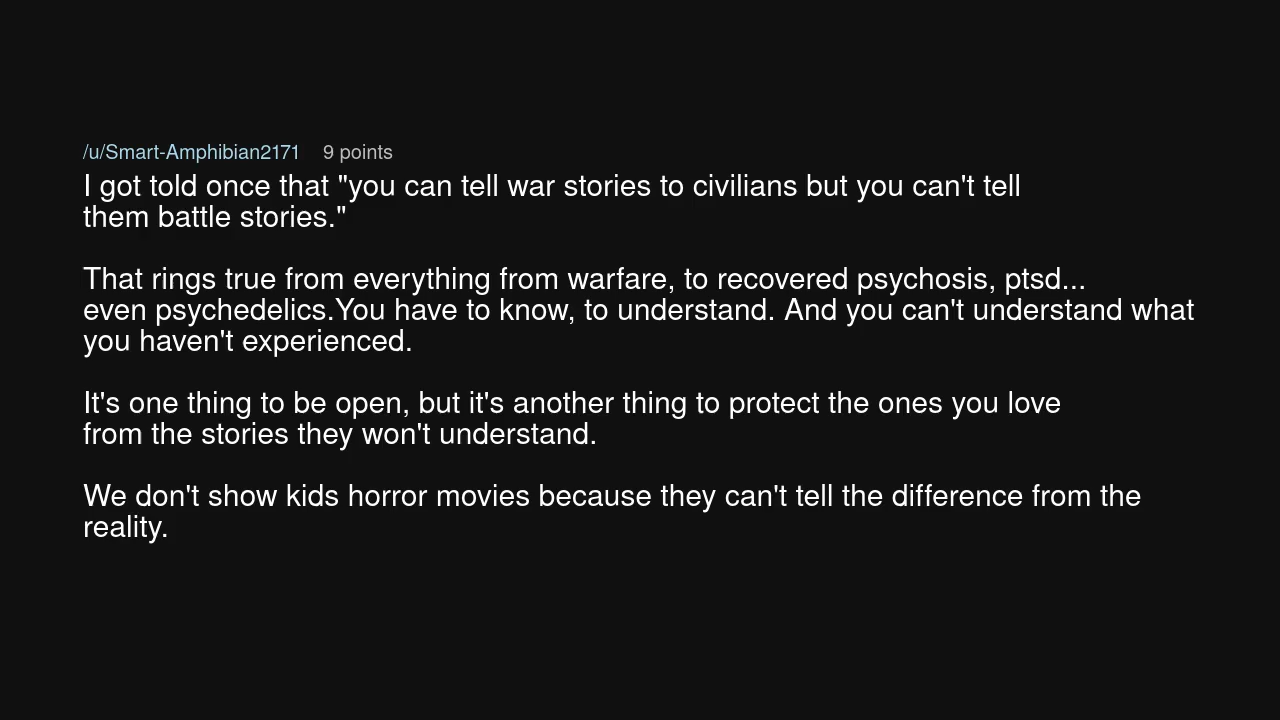 /u/Smart-Amphibian2171 9 points
I got told once that "you can tell war stories to civilians but you can't tell
them battle stories."
That rings true from everything from warfare, to recovered psychosis, ptsd...
even psychedelics.You have to know, to understand. And you can't understand what
you haven't experienced.
It's one thing to be open, but it's another thing to protect the ones you love
from the stories they won't understand.
We don't show kids horror movies because they can't tell the difference from the
reality.